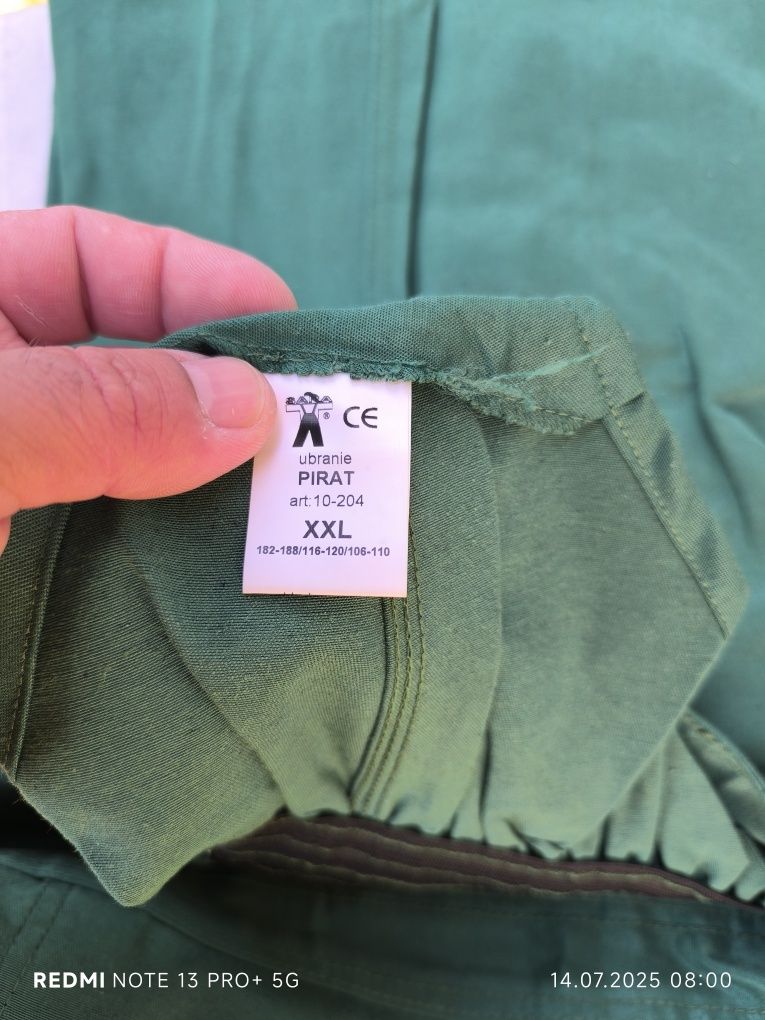 ® CE
ubranie
PIRAT
art:10-204
XXL
182-188/116-120/106-110
REDMI NOTE 13 PRO+ 5G
14.07.2025 08:00